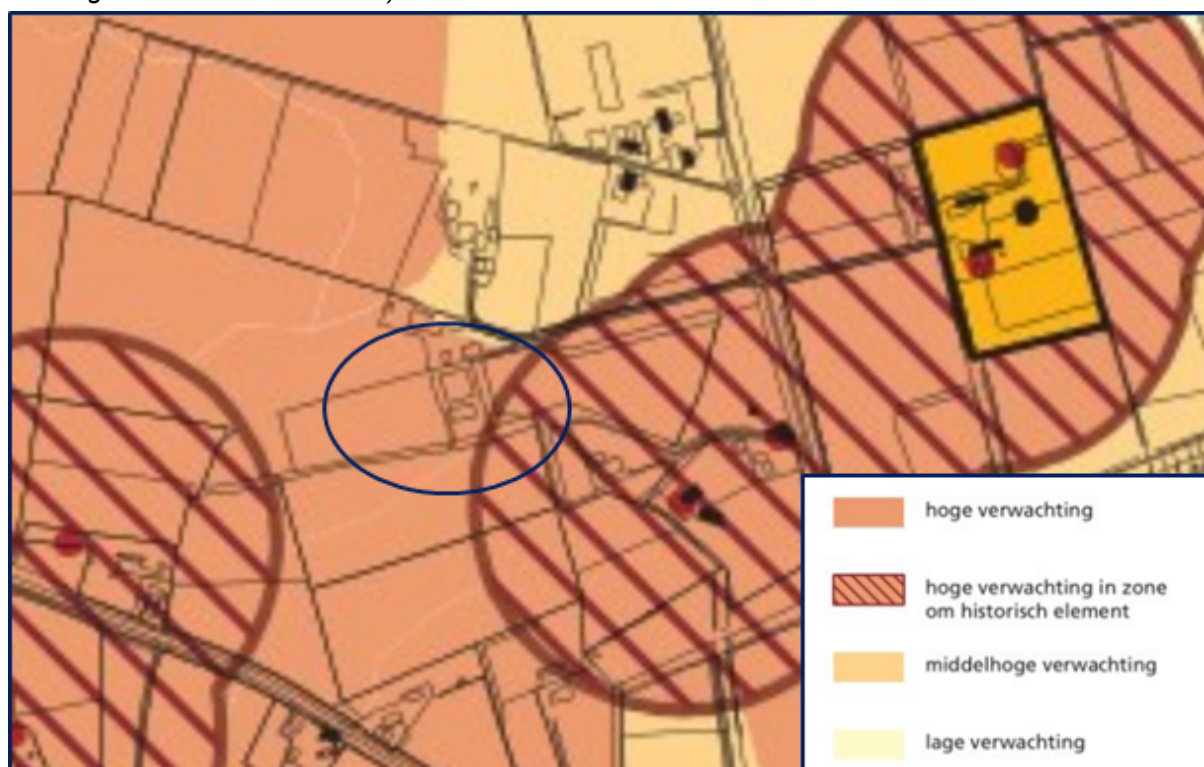 hoge verwachting
hoge verwachting in zone
om historisch element
middelhoge verwachting
lage verwachting